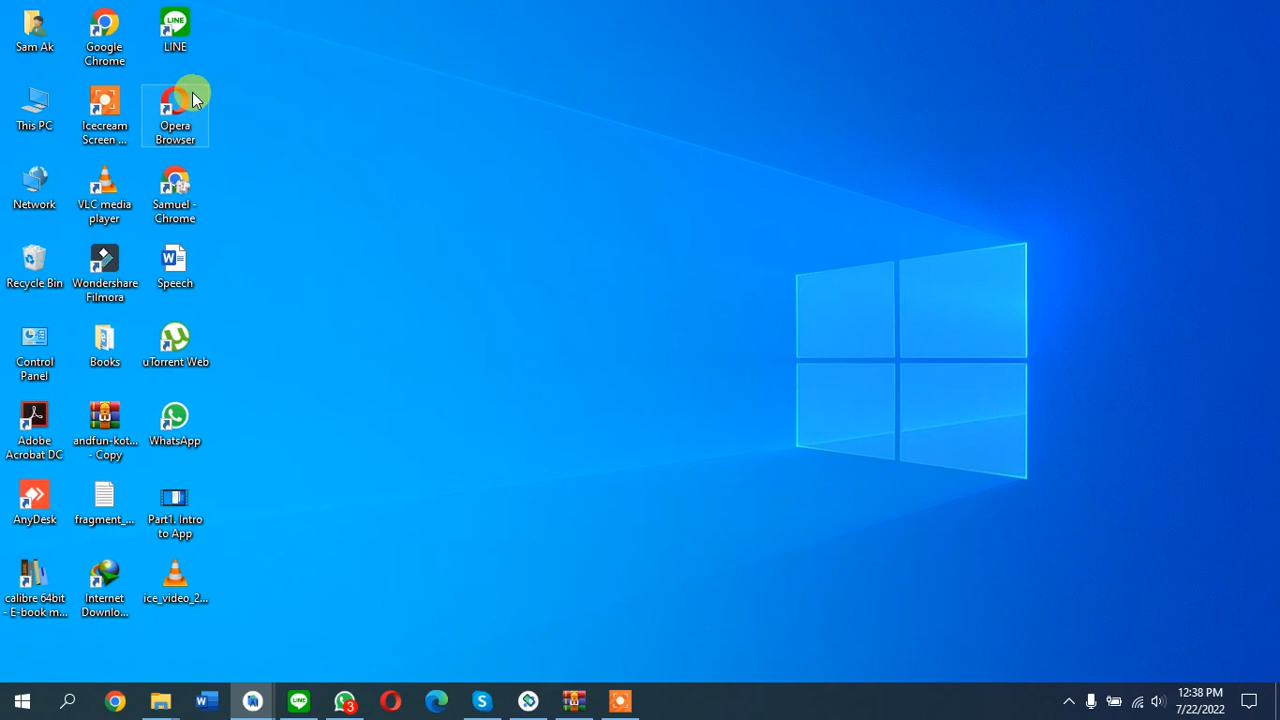 Sam Ak
Google
Chrome
LINE
This PC
Icecream
Screen ...
Opera
Browser
Network
VLC media
player
Samuel -
Chrome
Recycle Bin
Wondershare
Filmora
Speech
Control
Panel
Books
uTorrent Web
Adobe
Acrobat DC
andfun-kot...
- Copy
WhatsApp
AnyDesk
fragment_...
Part1. Intro
to App
calibre 64bit
- E-book m...
Internet
Downlo...
ice_video_2...
3
12:38 PM
7/22/2022